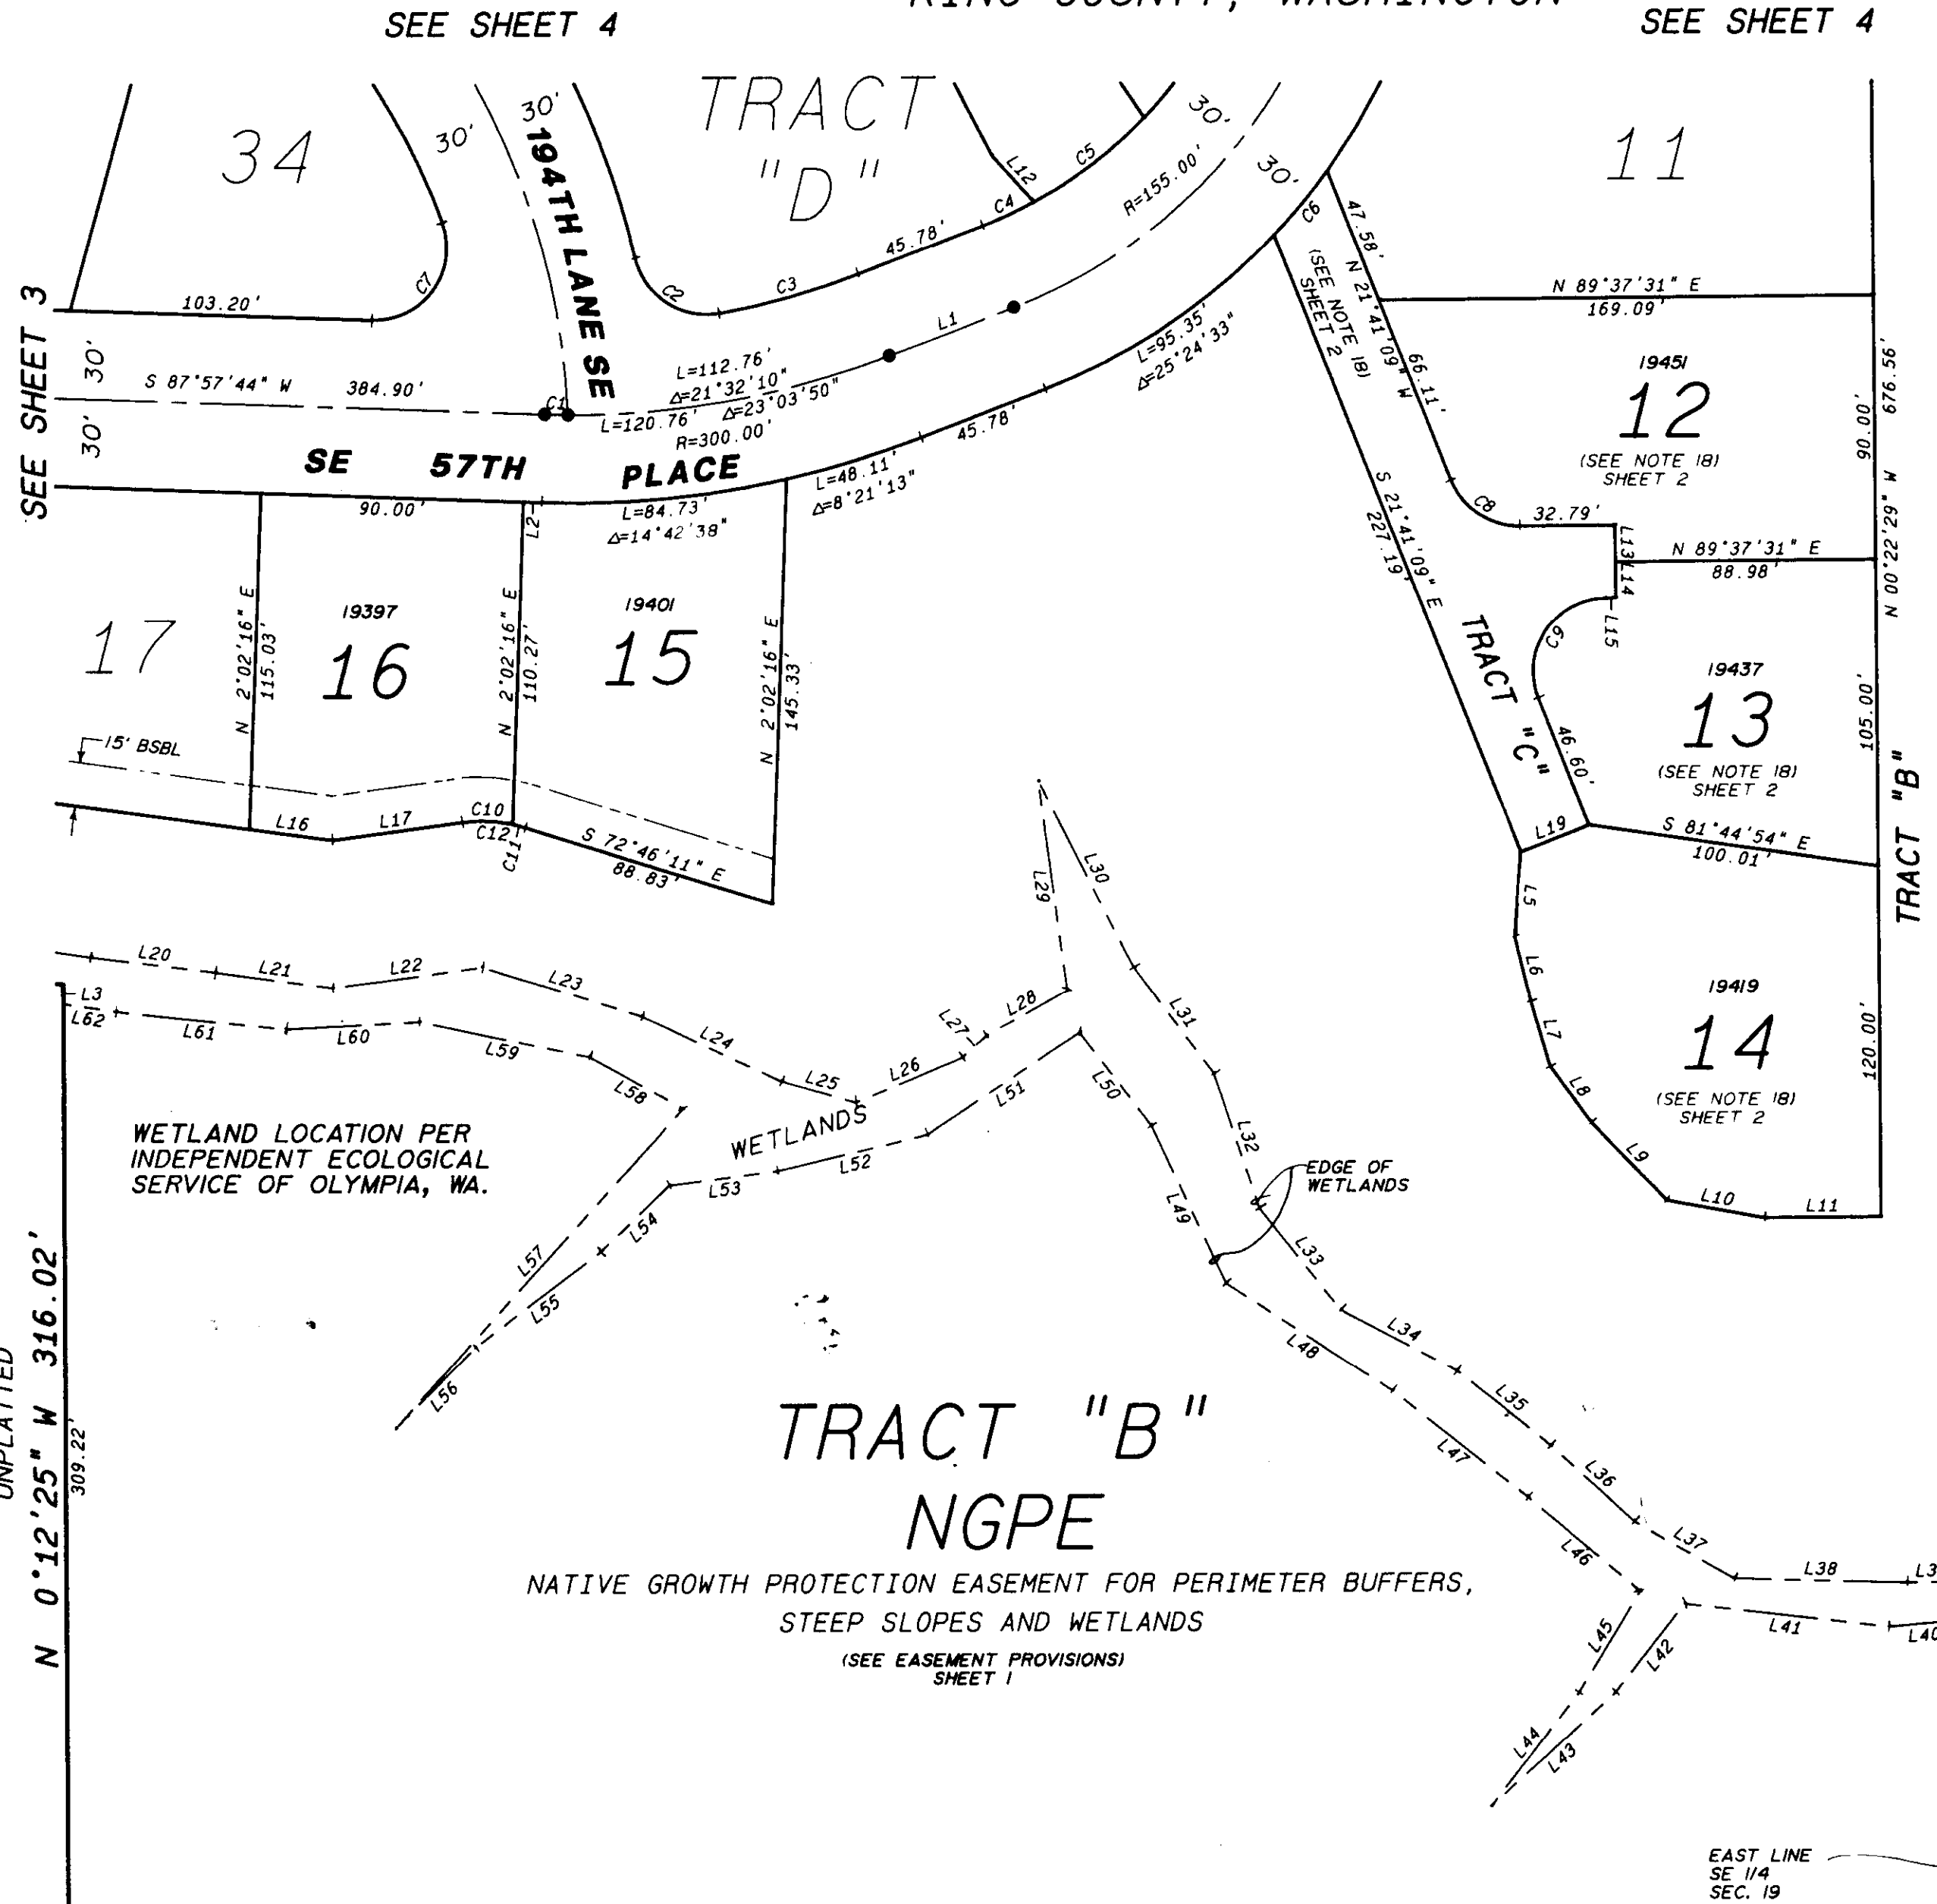 SEE SHEET 4
SEE SHEET 4
34
30'
30'
194TH LANE SE
TRACT
"D"
L12
C5
C4
45.78'
C3
C2
C7
R=155.00'
30'
30'
C6
11
47.58'
N 21°41'09" W
66.11'
(SEE NOTE 18)
SHEET 2
N 89°37'31" E
169.09'
SEE SHEET 3
103.20'
30'
30'
S 87°57'44" W
384.90'
C1
L1
L=112.76'
Δ=21°32'10"
Δ=23°03'50"
L=120.76'
R=300.00'
L=95.35'
Δ=25°24'33"
45.78'
SE 57TH PLACE
L=48.11'
Δ=8°21'13"
90.00'
L2
L=84.73'
Δ=14°42'38"
19451
12
(SEE NOTE 18)
SHEET 2
676.56'
90.00'
N 00°22'29" W
C8
32.79'
L13
L14
N 89°37'31" E
88.98'
L15
C9
S 21°41'09" E
227.19'
TRACT "C"
17
N 2°02'16" E
115.03'
19397
16
N 2°02'16" E
110.27'
19401
15
N 2°02'16" E
145.33'
15' BSBL
L16
L17
C10
C12
C11
S 72°46'11" E
88.83'
19437
13
(SEE NOTE 18)
SHEET 2
105.00'
46.60'
L19
S 81°44'54" E
100.01'
TRACT "B"
L5
L6
L7
L8
L9
L10
L11
19419
14
(SEE NOTE 18)
SHEET 2
120.00'
L20
L21
L22
L23
L24
L25
L26
L27
L28
L29
L30
L31
L32
L33
L34
L35
L36
L37
L38
L3
L62
L61
L60
L59
L58
L57
L56
L55
L54
L53
L52
L51
L50
L49
L48
L47
L46
L45
L44
L43
L42
L41
L40
WETLANDS
EDGE OF
WETLANDS
WETLAND LOCATION PER
INDEPENDENT ECOLOGICAL
SERVICE OF OLYMPIA, WA.
N 0°12'25" W 316.02'
309.22'
TRACT "B"
NGPE
NATIVE GROWTH PROTECTION EASEMENT FOR PERIMETER BUFFERS,
STEEP SLOPES AND WETLANDS
(SEE EASEMENT PROVISIONS)
SHEET 1
EAST LINE
SE 1/4
SEC. 19